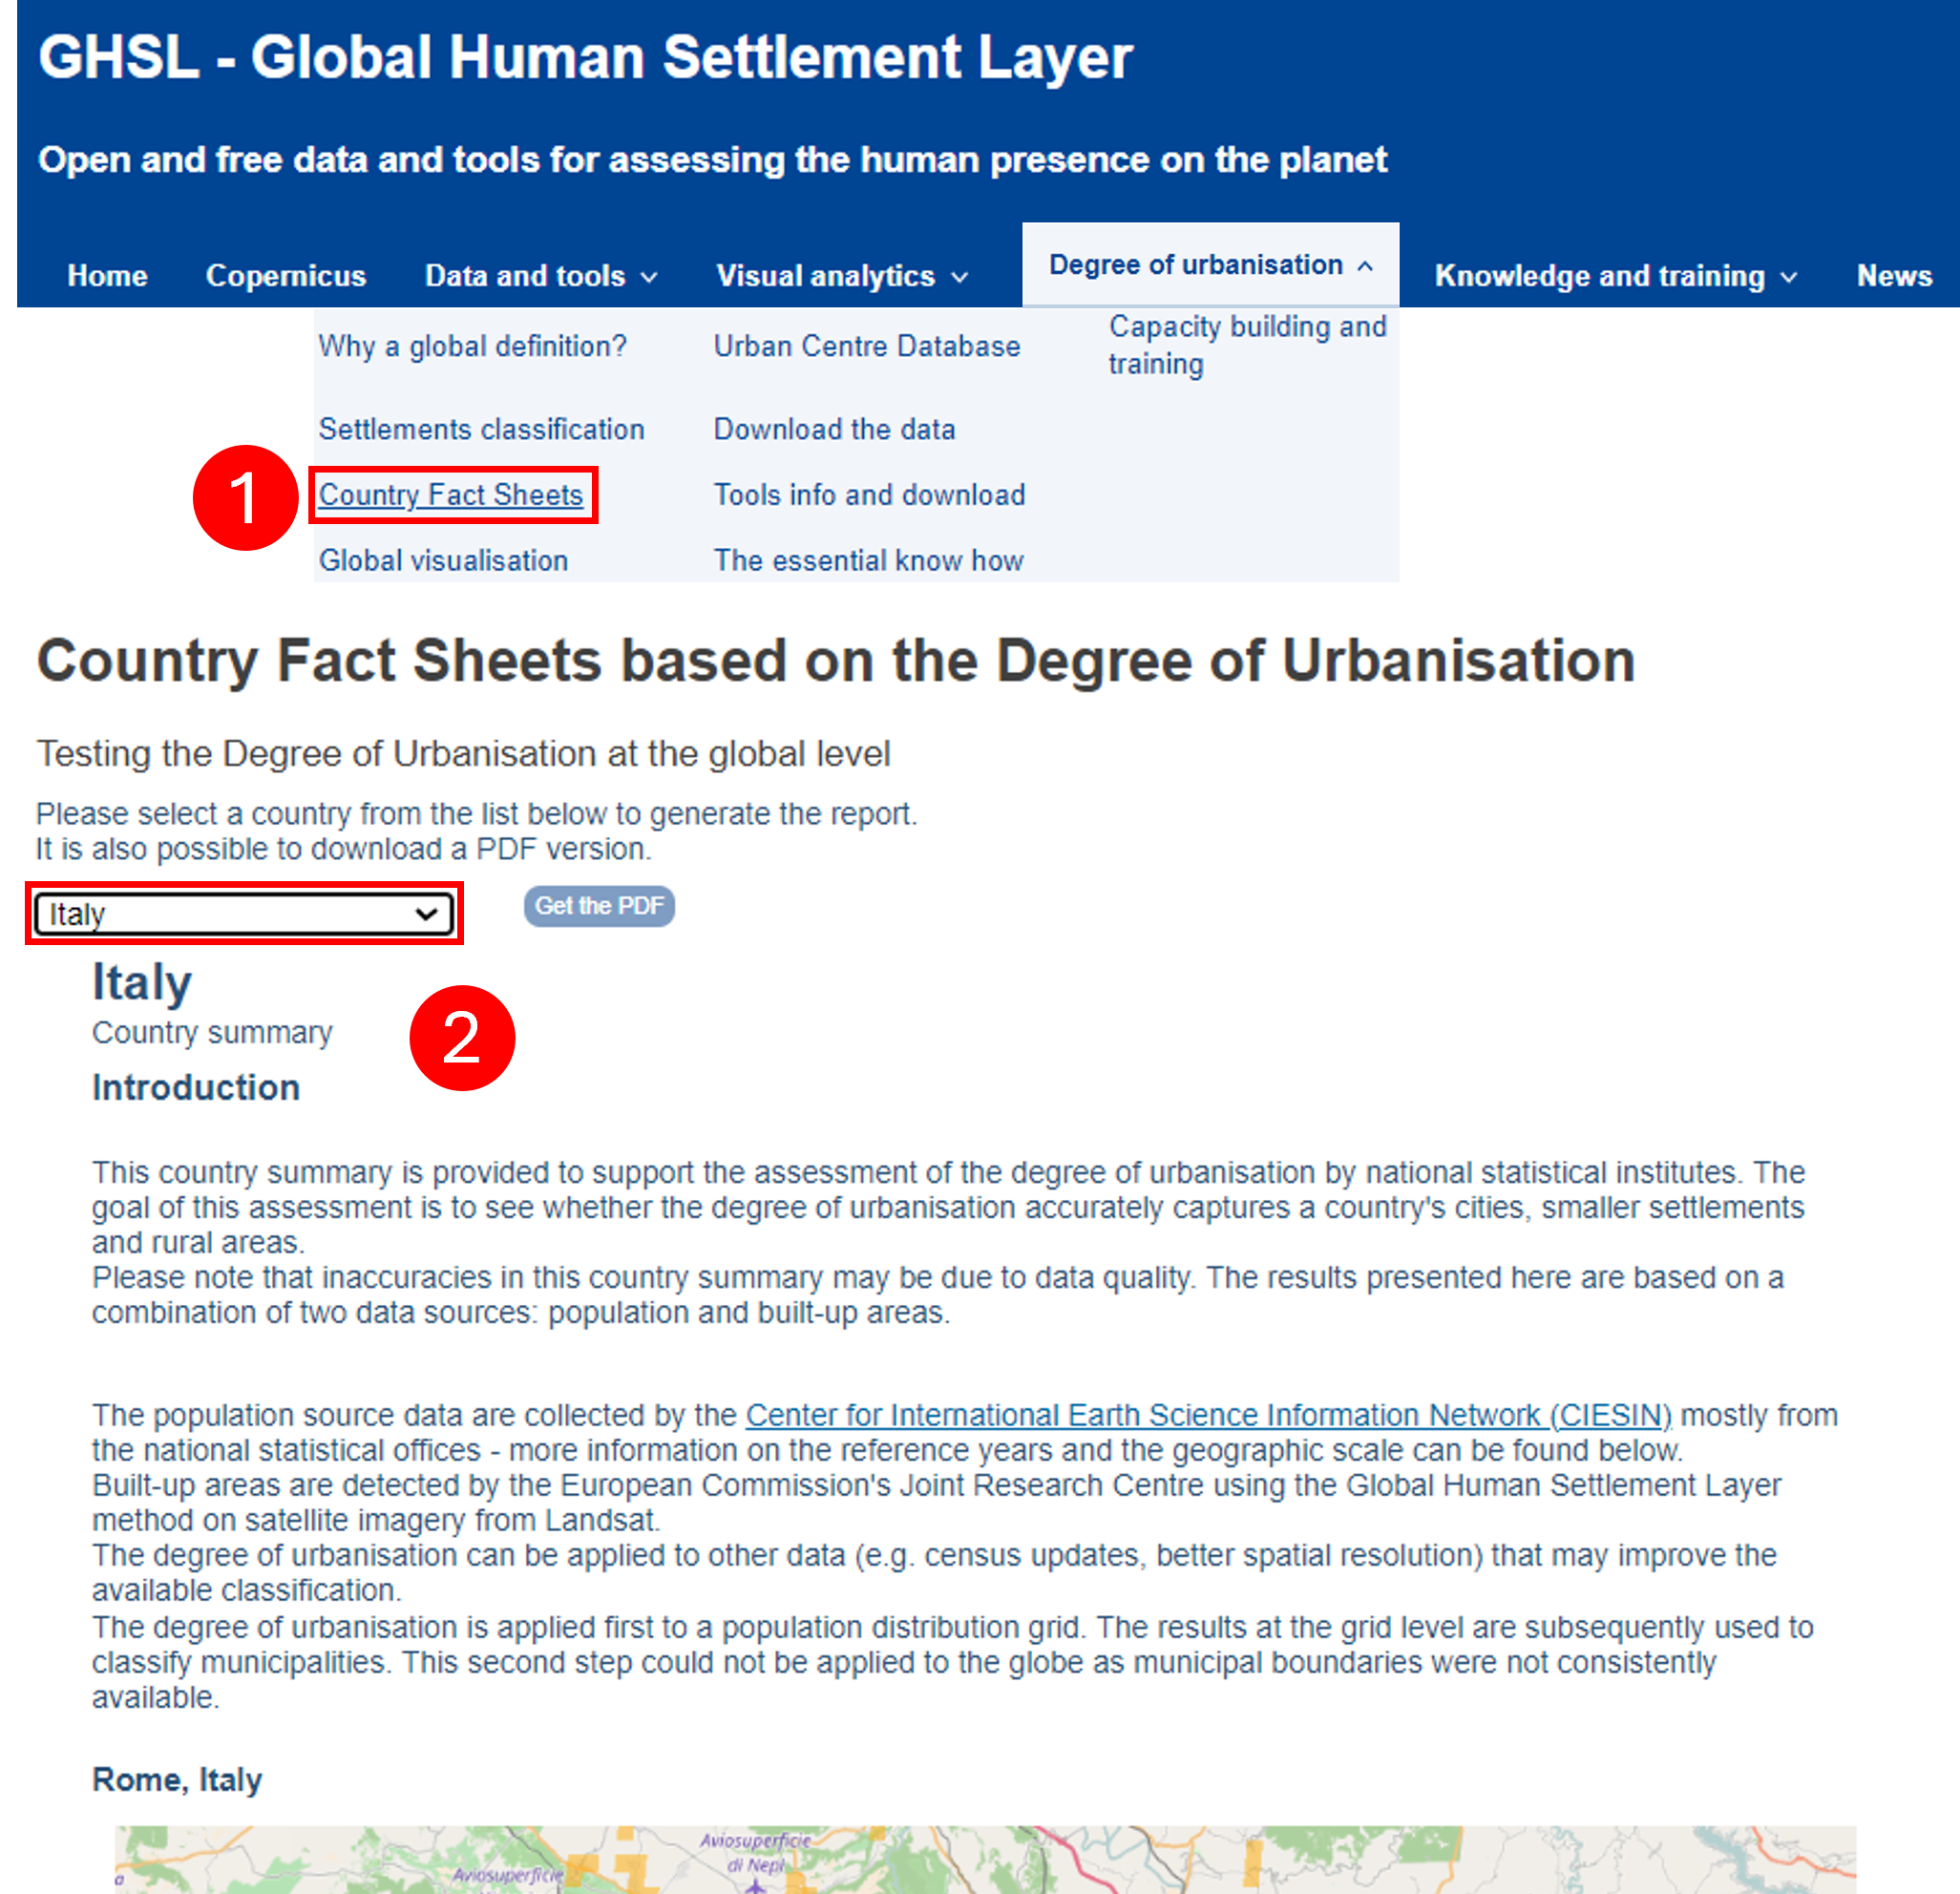 GHSL - Global Human Settlement Layer
Open and free data and tools for assessing the human presence on the planet
Home Copernicus Data and tools Visual analytics Degree of urbanisation Knowledge and training News
Why a global definition? Urban Centre Database Capacity building and
training
Settlements classification Download the data
1 Country Fact Sheets Tools info and download
Global visualisation The essential know how
Country Fact Sheets based on the Degree of Urbanisation
Testing the Degree of Urbanisation at the global level
Please select a country from the list below to generate the report.
It is also possible to download a PDF version.
Italy Get the PDF
Italy
Country summary
2
Introduction
This country summary is provided to support the assessment of the degree of urbanisation by national statistical institutes. The
goal of this assessment is to see whether the degree of urbanisation accurately captures a country's cities, smaller settlements
and rural areas.
Please note that inaccuracies in this country summary may be due to data quality. The results presented here are based on a
combination of two data sources: population and built-up areas.
The population source data are collected by the Center for International Earth Science Information Network (CIESIN) mostly from
the national statistical offices - more information on the reference years and the geographic scale can be found below.
Built-up areas are detected by the European Commission's Joint Research Centre using the Global Human Settlement Layer
method on satellite imagery from Landsat.
The degree of urbanisation can be applied to other data (e.g. census updates, better spatial resolution) that may improve the
available classification.
The degree of urbanisation is applied first to a population distribution grid. The results at the grid level are subsequently used to
classify municipalities. This second step could not be applied to the globe as municipal boundaries were not consistently
available.
Rome, Italy
Aviosuperficie
di Nepi
Aviosuperficie